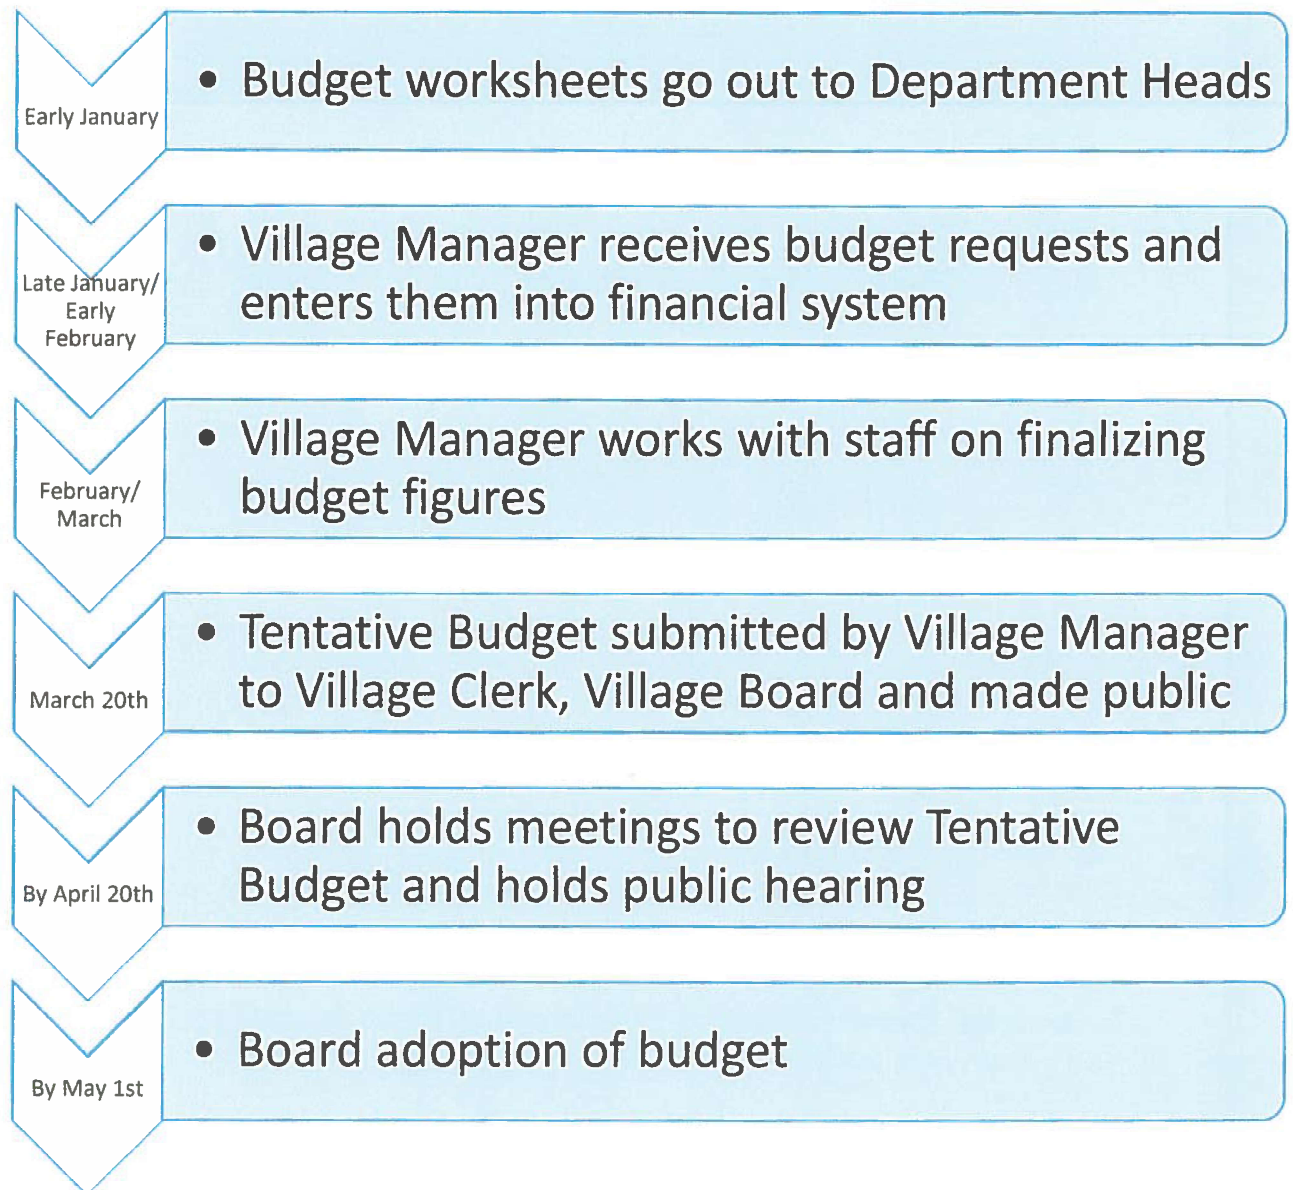 Early January
• Budget worksheets go out to Department Heads
Late January/
Early
February
• Village Manager receives budget requests and
enters them into financial system
February/
March
• Village Manager works with staff on finalizing
budget figures
March 20th
• Tentative Budget submitted by Village Manager
to Village Clerk, Village Board and made public
By April 20th
• Board holds meetings to review Tentative
Budget and holds public hearing
By May 1st
• Board adoption of budget